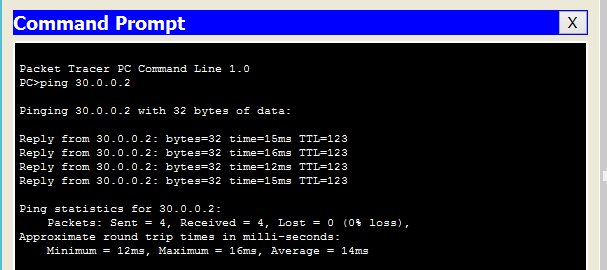 Command Prompt
X
Packet Tracer PC Command Line 1.0
PC>ping 30.0.0.2
Pinging 30.0.0.2 with 32 bytes of data:
Reply from 30.0.0.2: bytes=32 time=15ms TTL=123
Reply from 30.0.0.2: bytes=32 time=16ms TTL=123
Reply from 30.0.0.2: bytes=32 time=12ms TTL=123
Reply from 30.0.0.2: bytes=32 time=15ms TTL=123
Ping statistics for 30.0.0.2:
Packets: Sent = 4, Received = 4, Lost = 0 (0% loss),
Approximate round trip times in milli-seconds:
Minimum = 12ms, Maximum = 16ms, Average = 14ms